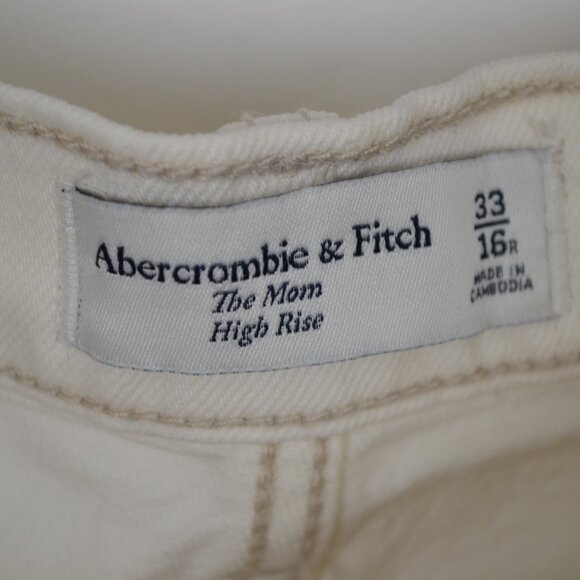 Abercrombie & Fitch
The Mom
High Rise
33
16R
MADE IN
CAMBODIA